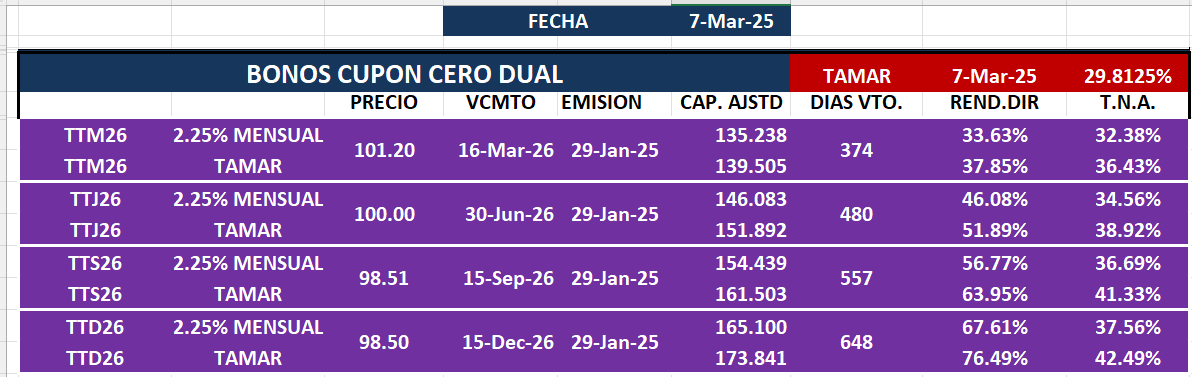 FECHA 7-Mar-25
BONOS CUPON CERO DUAL TAMAR 7-Mar-25 29.8125%
PRECIO VCMTO EMISION CAP. AJSTD DIAS VTO. REND.DIR T.N.A.
TTM26 2.25% MENSUAL 135.238 33.63% 32.38%
101.20 16-Mar-26 29-Jan-25 374
TTM26 TAMAR 139.505 37.85% 36.43%
TTJ26 2.25% MENSUAL 146.083 46.08% 34.56%
100.00 30-Jun-26 29-Jan-25 480
TTJ26 TAMAR 151.892 51.89% 38.92%
TTS26 2.25% MENSUAL 154.439 56.77% 36.69%
98.51 15-Sep-26 29-Jan-25 557
TTS26 TAMAR 161.503 63.95% 41.33%
TTD26 2.25% MENSUAL 165.100 67.61% 37.56%
98.50 15-Dec-26 29-Jan-25 648
TTD26 TAMAR 173.841 76.49% 42.49%